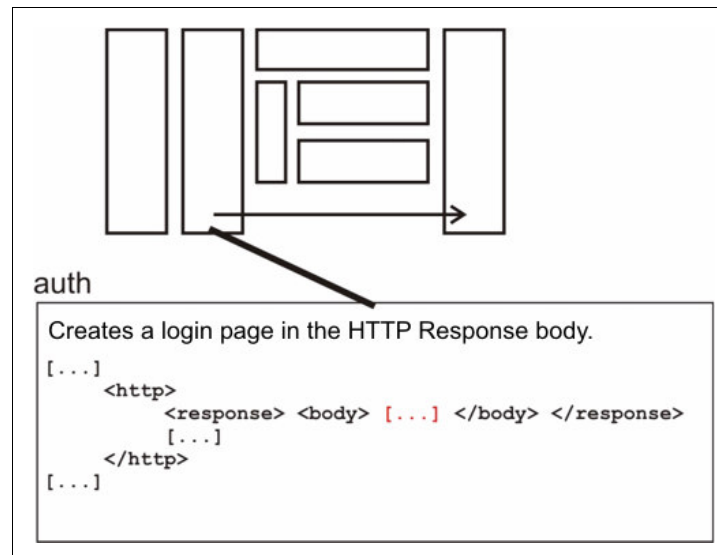 auth
Creates a login page in the HTTP Response body.
[...]
<http>
<response> <body> [...] </body> </response>
[...]
</http>
[...]